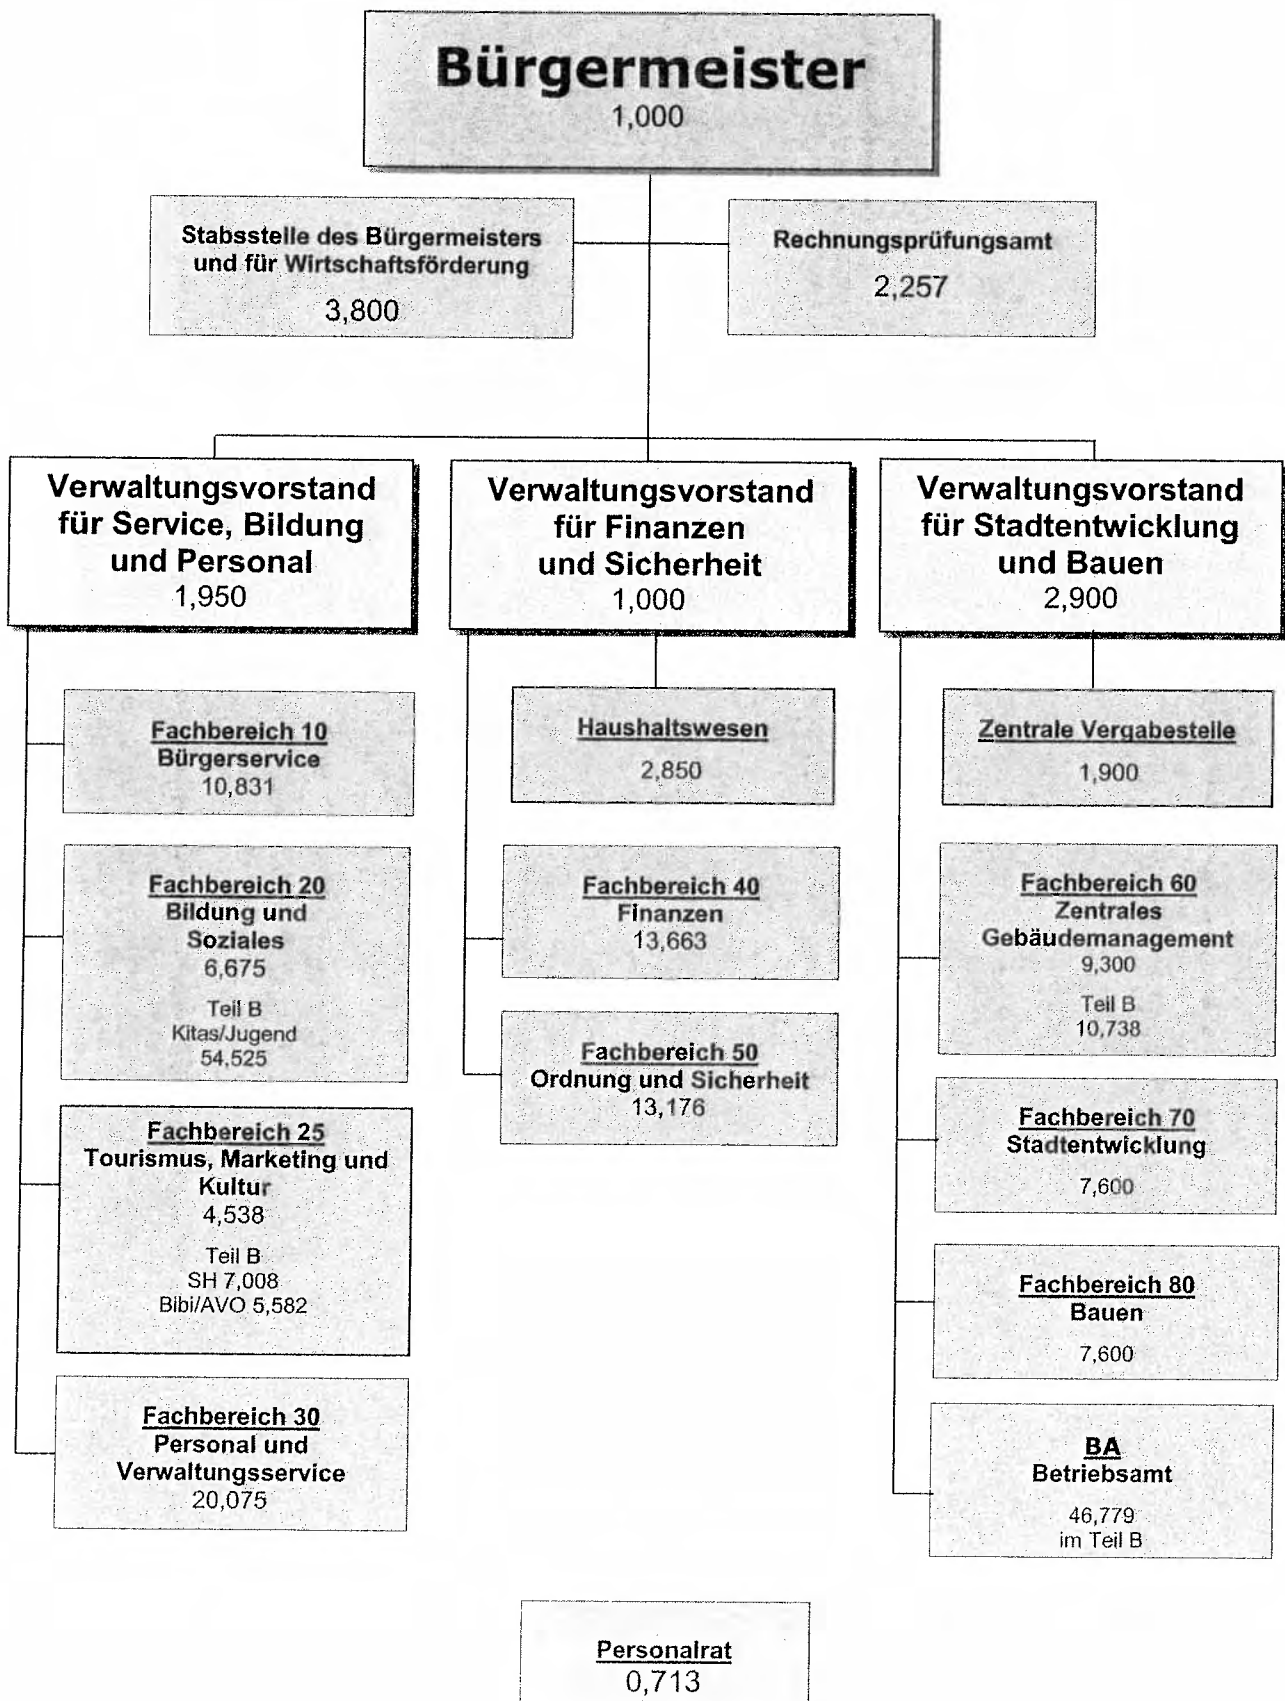 Bürgermeister
1,000
Stabsstelle des Bürgermeisters
und für Wirtschaftsförderung
3,800
Rechnungsprüfungsamt
2,257
Verwaltungsvorstand
für Service, Bildung
und Personal
1,950
Verwaltungsvorstand
für Finanzen
und Sicherheit
1,000
Verwaltungsvorstand
für Stadtentwicklung
und Bauen
2,900
Fachbereich 10
Bürgerservice
10,831
Fachbereich 20
Bildung und
Soziales
6,675
Teil B
Kitas/Jugend
54,525
Fachbereich 25
Tourismus, Marketing und
Kultur
4,538
Teil B
SH 7,008
Bibi/AVO 5,582
Fachbereich 30
Personal und
Verwaltungsservice
20,075
Haushaltswesen
2,850
Fachbereich 40
Finanzen
13,663
Fachbereich 50
Ordnung und Sicherheit
13,176
Zentrale Vergabestelle
1,900
Fachbereich 60
Zentrales
Gebäudemanagement
9,300
Teil B
10,738
Fachbereich 70
Stadtentwicklung
7,600
Fachbereich 80
Bauen
7,600
BA
Betriebsamt
46,779
im Teil B
Personalrat
0,713